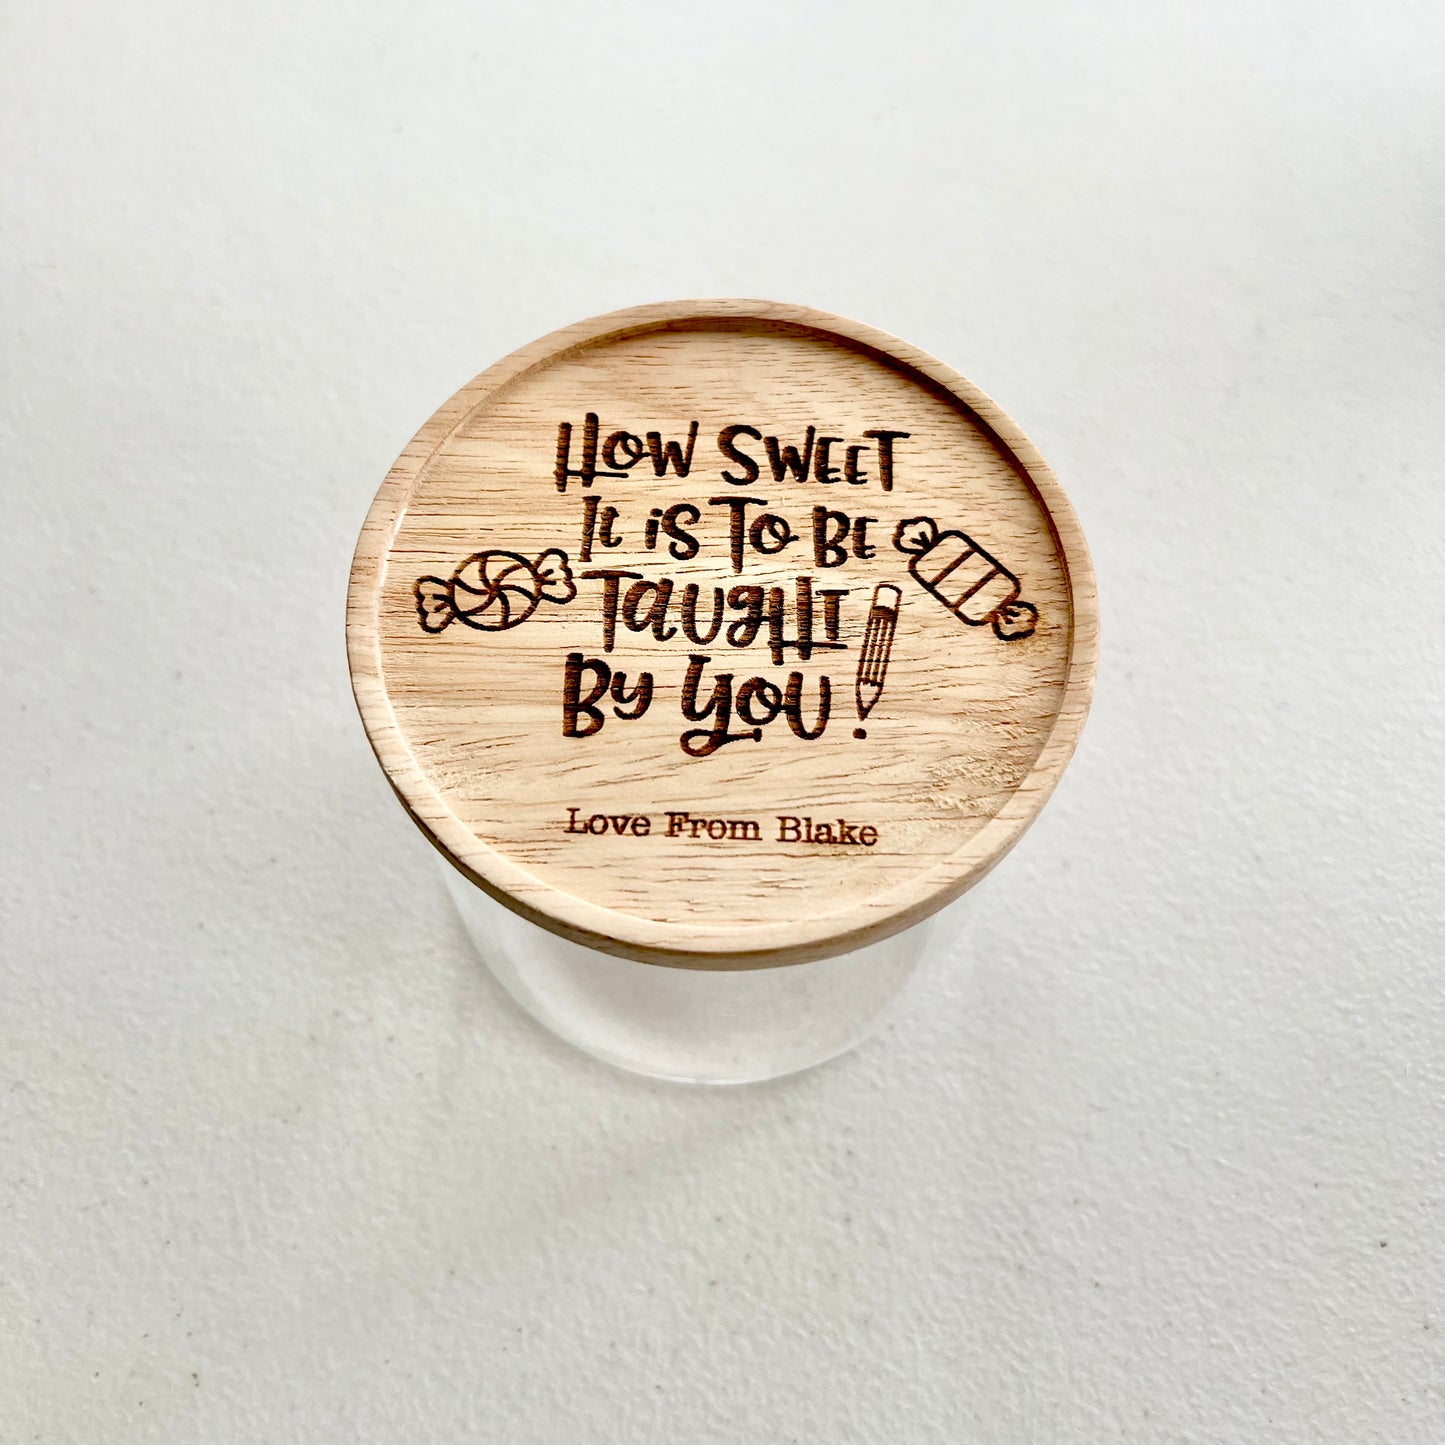 How Sweet
It is To Be
Taught
By You!
Love From Blake